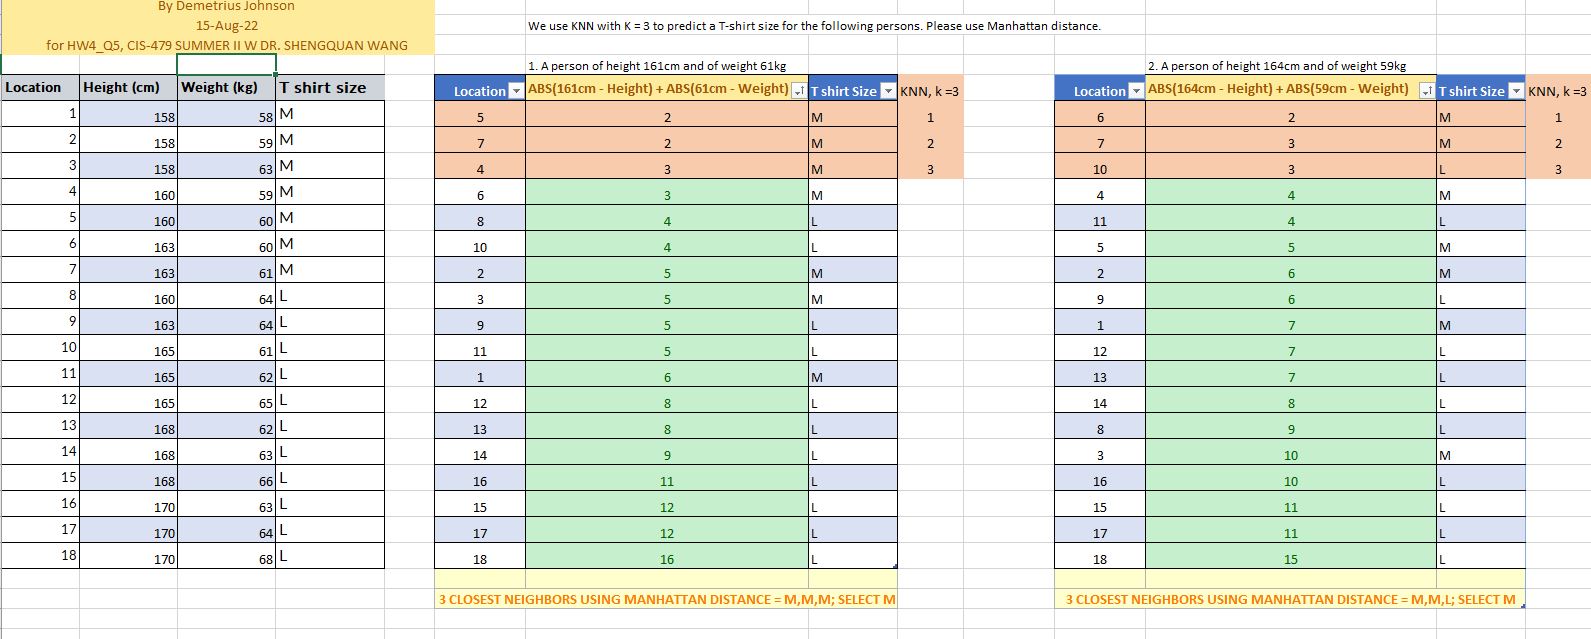 By Demetrius Johnson
15-Aug-22
for HW4_Q5, CIS-479 SUMMER II W DR. SHENGQUAN WANG
We use KNN with K = 3 to predict a T-shirt size for the following persons. Please use Manhattan distance.
1. A person of height 161cm and of weight 61kg
2. A person of height 164cm and of weight 59kg
Location Height (cm) Weight (kg) T shirt size
1 158 58 M
2 158 59 M
3 158 63 M
4 160 59 M
5 160 60 M
6 163 60 M
7 163 61 M
8 160 64 L
9 163 64 L
10 165 61 L
11 165 62 L
12 165 65 L
13 168 62 L
14 168 63 L
15 168 66 L
16 170 63 L
17 170 64 L
18 170 68 L
Location ABS(161cm - Height) + ABS(61cm - Weight) T shirt Size KNN, k =3
5 2 M 1
7 2 M 2
4 3 M 3
6 3 M
8 4 L
10 4 L
2 5 M
3 5 M
9 5 L
11 5 L
1 6 M
12 8 L
13 8 L
14 9 L
16 11 L
15 12 L
17 12 L
18 16 L
3 CLOSEST NEIGHBORS USING MANHATTAN DISTANCE = M,M,M; SELECT M
Location ABS(164cm - Height) + ABS(59cm - Weight) T shirt Size KNN, k =3
6 2 M 1
7 3 M 2
10 3 L 3
4 4 M
11 4 L
5 5 M
2 6 M
9 6 L
1 7 M
12 7 L
13 7 L
14 8 L
8 9 L
3 10 M
16 10 L
15 11 L
17 11 L
18 15 L
3 CLOSEST NEIGHBORS USING MANHATTAN DISTANCE = M,M,L; SELECT M